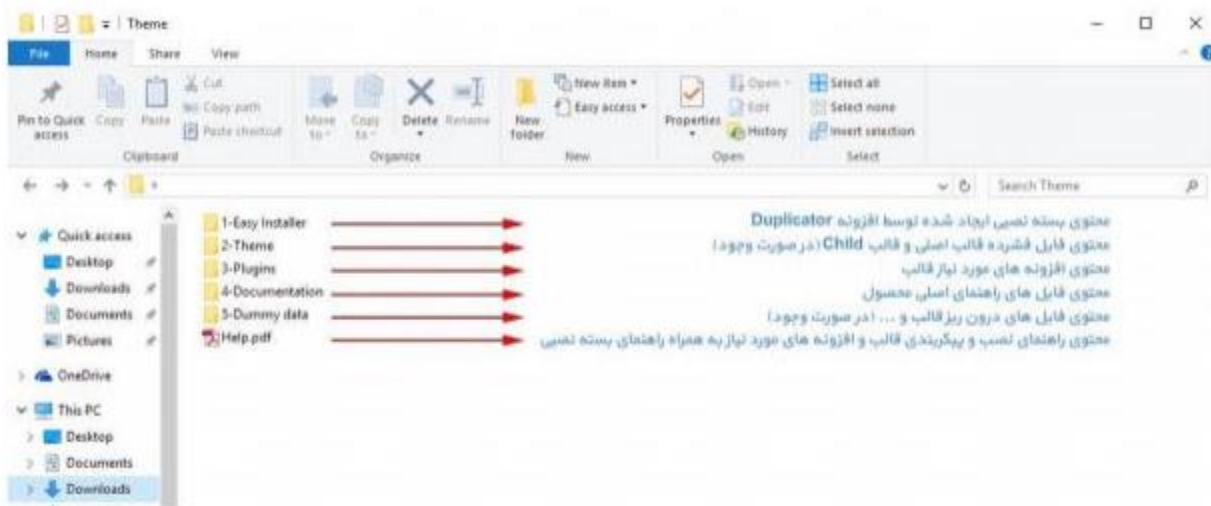 Theme
File Home Share View
Pin to Quick access
Copy
Paste
Cut
Copy path
Paste shortcut
Clipboard
Move to
Copy to
Delete
Rename
Organize
New folder
New item
Easy access
New
Properties
Open
Edit
History
Open
Select all
Select none
Invert selection
Select
Search Theme
Quick access
Desktop
Downloads
Documents
Pictures
OneDrive
This PC
Desktop
Documents
Downloads
1-Easy Installer محتوی بسته نصبی ایجاد شده توسط افزونه Duplicator
2-Theme محتوی فایل فشرده قالب اصلی و قالب Child (در صورت وجود)
3-Plugins محتوی افزونه های مورد نیاز قالب
4-Documentation محتوی فایل های راهنمای اصلی محصول
5-Dummy data محتوی فایل های درون ریز قالب و ... (در صورت وجود)
Help.pdf محتوی راهنمای نصب و پیکربندی قالب و افزونه های مورد نیاز به همراه راهنمای بسته نصبی